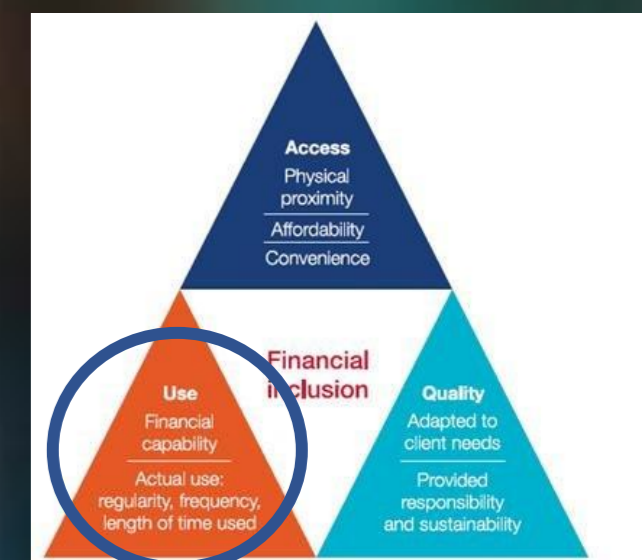 Access
Physical
proximity
Affordability
Convenience
Financial
inclusion
Use
Financial
capability
Actual use:
regularity, frequency,
length of time used
Quality
Adapted to
client needs
Provided
responsibility
and sustainability